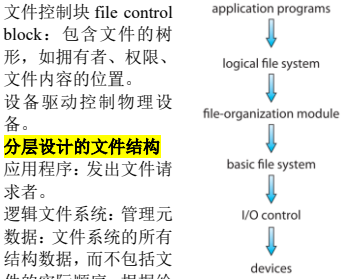 文件控制块 file control
block：包含文件的树
形，如拥有者、权限、
文件内容的位置。
设备驱动控制物理设
备。
分层设计的文件结构
应用程序：发出文件请
求者。
逻辑文件系统：管理元
数据：文件系统的所有
结构数据，而不包括文
application programs
logical file system
file-organization module
basic file system
I/O control
devices